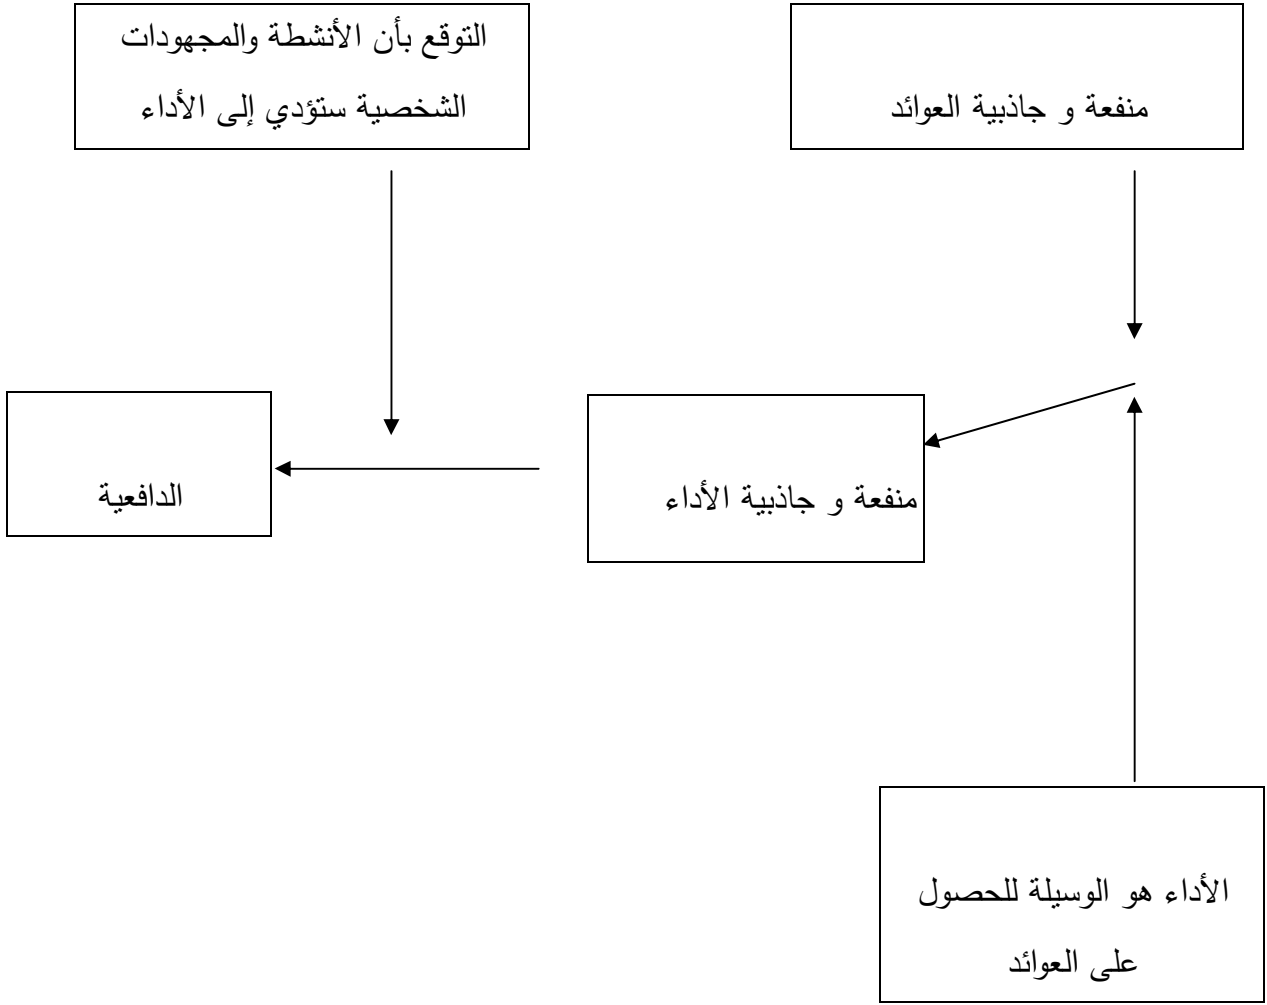 منفعة و جاذبية العوائد
التوقع بأن الأنشطة والمجهودات
الشخصية ستؤدي إلى الأداء
منفعة و جاذبية الأداء
الدافعية
الأداء هو الوسيلة للحصول
على العوائد